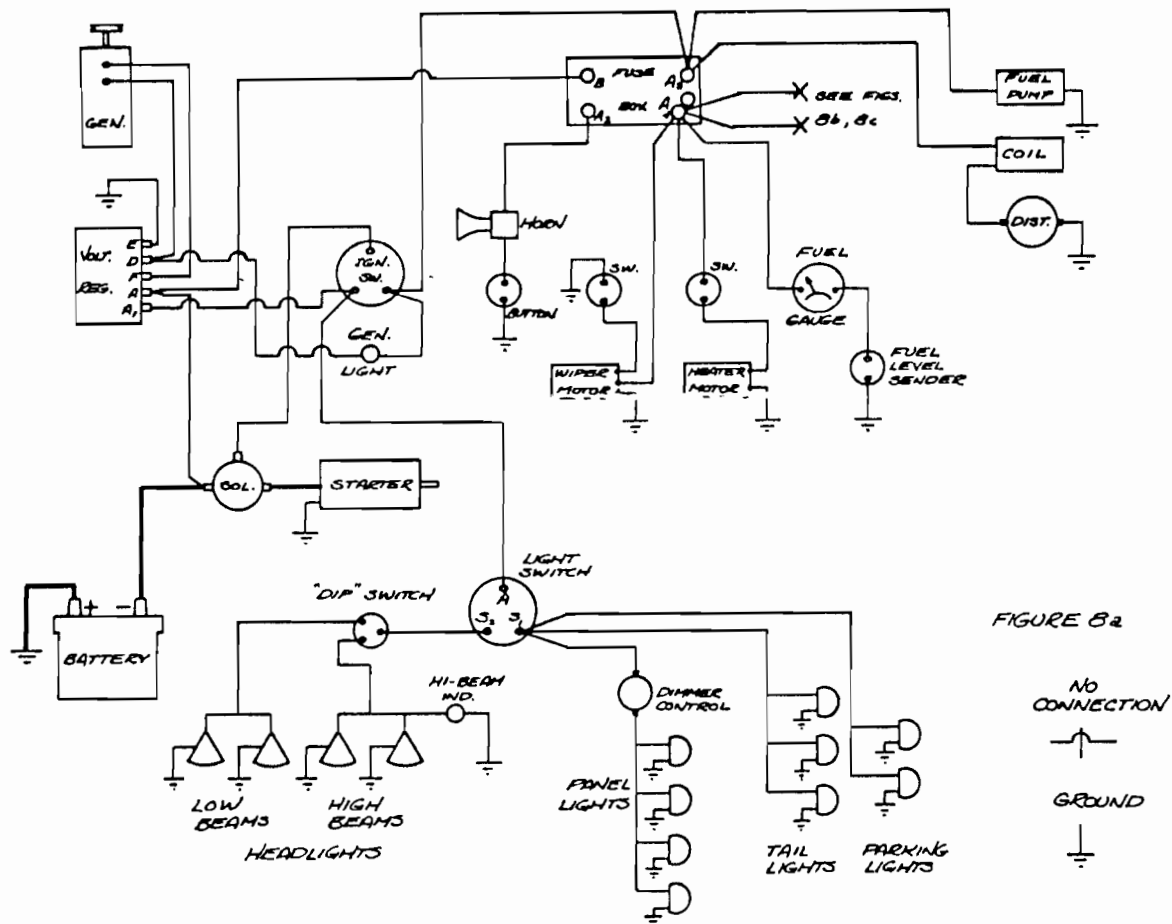 GEN.
FUSE
BOX
B
A3
A2
A4
FUEL
PUMP
SEE FIGS.
8b, 8c
COIL
DIST.
VOLT.
REG.
E
D
F
A
A1
IGN.
SW.
HORN
BUTTON
GEN.
LIGHT
SW.
SW.
FUEL
GAUGE
WIPER
MOTOR
HEATER
MOTOR
FUEL
LEVEL
SENDER
SOL.
STARTER
LIGHT
SWITCH
A
S2
S1
"DIP" SWITCH
+ −
BATTERY
HI-BEAM
IND.
DIMMER
CONTROL
LOW
BEAMS
HIGH
BEAMS
HEADLIGHTS
PANEL
LIGHTS
TAIL
LIGHTS
PARKING
LIGHTS
FIGURE 8a
NO
CONNECTION
GROUND